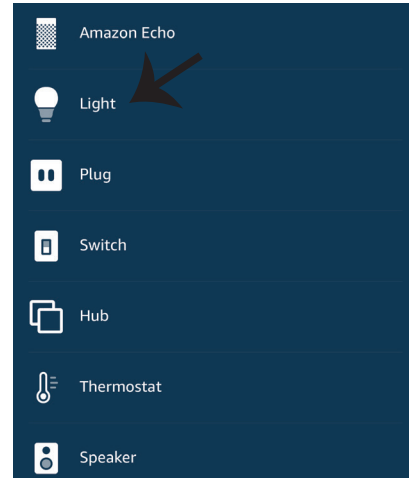 Amazon Echo
Light
Plug
Switch
Hub
Thermostat
Speaker